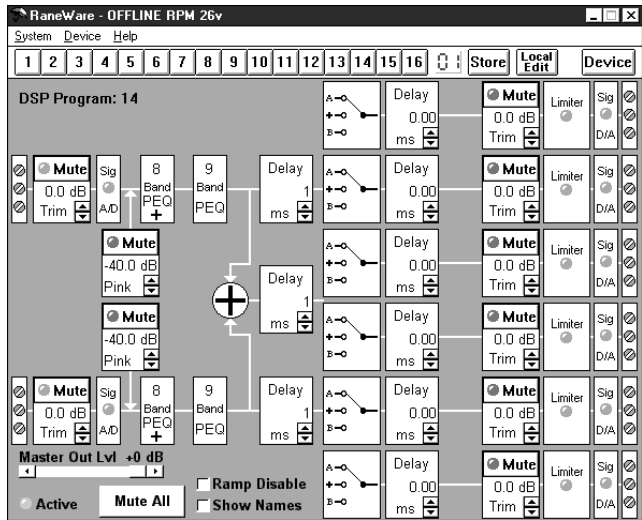 RaneWare - OFFLINE RPM 26v
System Device Help
1 2 3 4 5 6 7 8 9 10 11 12 13 14 15 16 01 Store Local Edit Device
DSP Program: 14
A
+
B
Delay
0.00
ms
Mute
0.0 dB
Trim
Limiter
Sig
D/A
Mute
0.0 dB
Trim
Sig
A/D
8
Band
PEQ
+
9
Band
PEQ
Delay
1
ms
A
+
B
Delay
0.00
ms
Mute
0.0 dB
Trim
Limiter
Sig
D/A
Mute
-40.0 dB
Pink
+
Delay
1
ms
A
+
B
Delay
0.00
ms
Mute
0.0 dB
Trim
Limiter
Sig
D/A
Mute
-40.0 dB
Pink
A
+
B
Delay
0.00
ms
Mute
0.0 dB
Trim
Limiter
Sig
D/A
Mute
0.0 dB
Trim
Sig
A/D
8
Band
PEQ
+
9
Band
PEQ
Delay
1
ms
A
+
B
Delay
0.00
ms
Mute
0.0 dB
Trim
Limiter
Sig
D/A
Master Out Lvl +0 dB
Active
Mute All
Ramp Disable
Show Names
A
+
B
Delay
0.00
ms
Mute
0.0 dB
Trim
Limiter
Sig
D/A